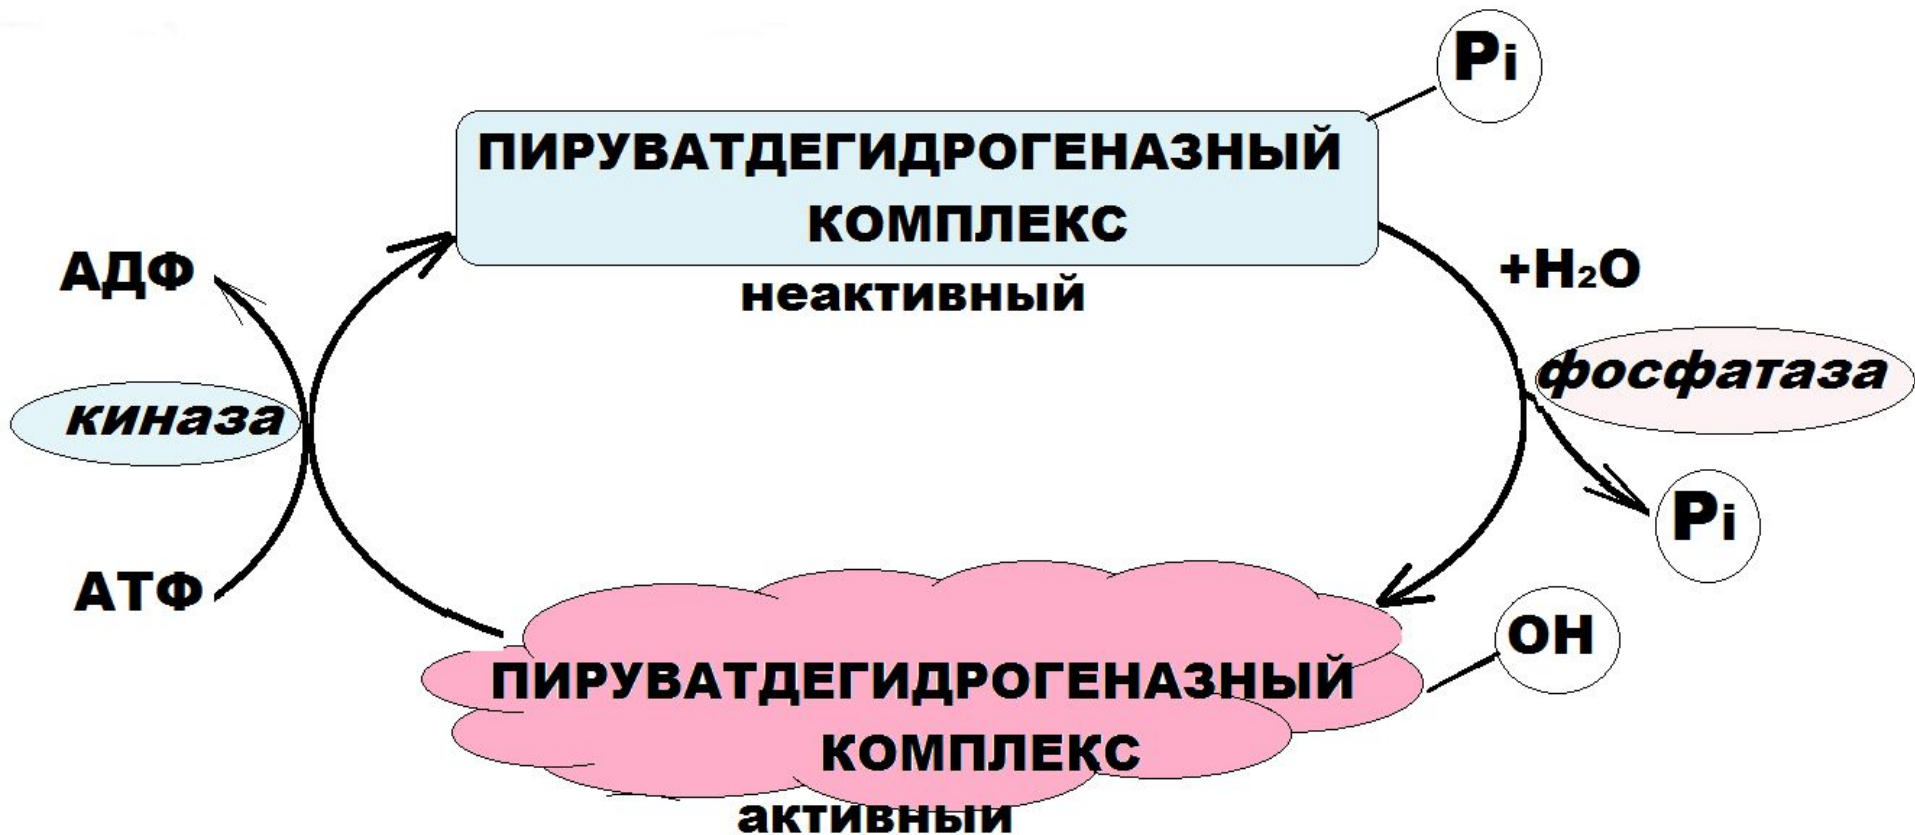 Pi
ПИРУВАТДЕГИДРОГЕНАЗНЫЙ
КОМПЛЕКС
неактивный
АДФ
+H₂O
киназа
фосфатаза
АТФ
Pi
OH
ПИРУВАТДЕГИДРОГЕНАЗНЫЙ
КОМПЛЕКС
активный